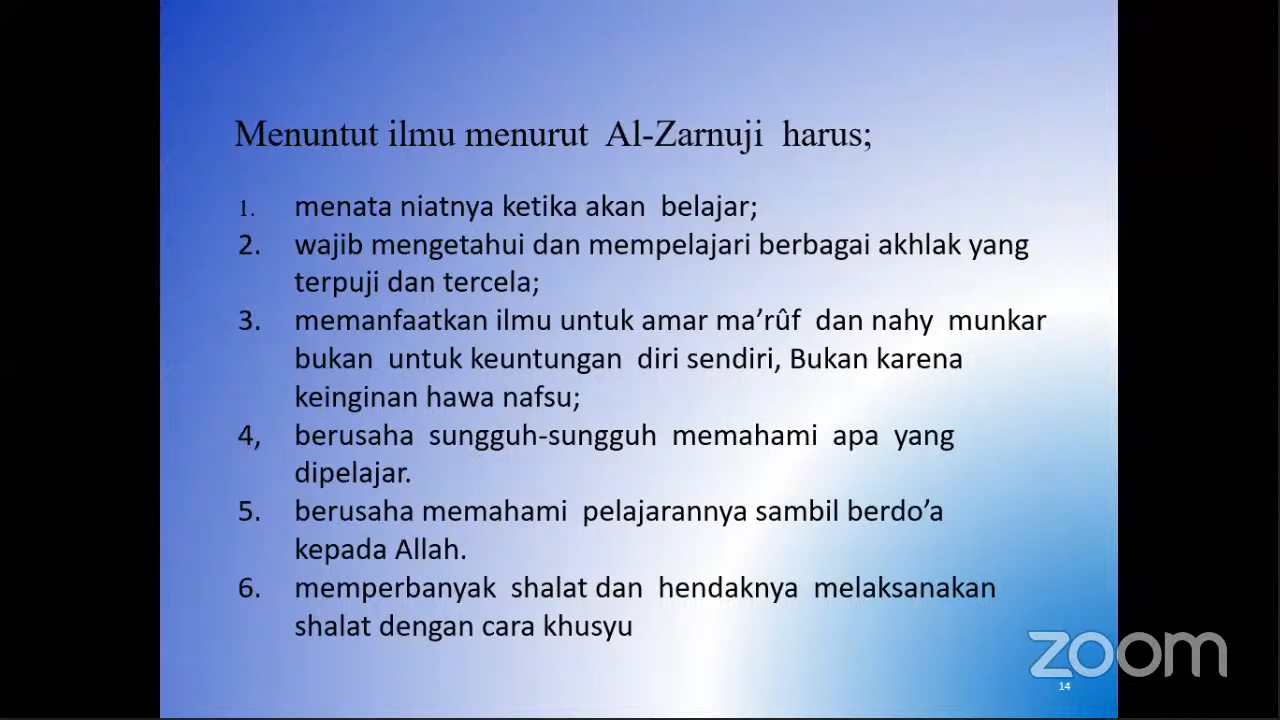 Menuntut ilmu menurut Al-Zarnuji harus;
1. menata niatnya ketika akan belajar;
2. wajib mengetahui dan mempelajari berbagai akhlak yang
terpuji dan tercela;
3. memanfaatkan ilmu untuk amar ma’rûf dan nahy munkar
bukan untuk keuntungan diri sendiri, Bukan karena
keinginan hawa nafsu;
4, berusaha sungguh-sungguh memahami apa yang
dipelajar.
5. berusaha memahami pelajarannya sambil berdo’a
kepada Allah.
6. memperbanyak shalat dan hendaknya melaksanakan
shalat dengan cara khusyu
zoom
14